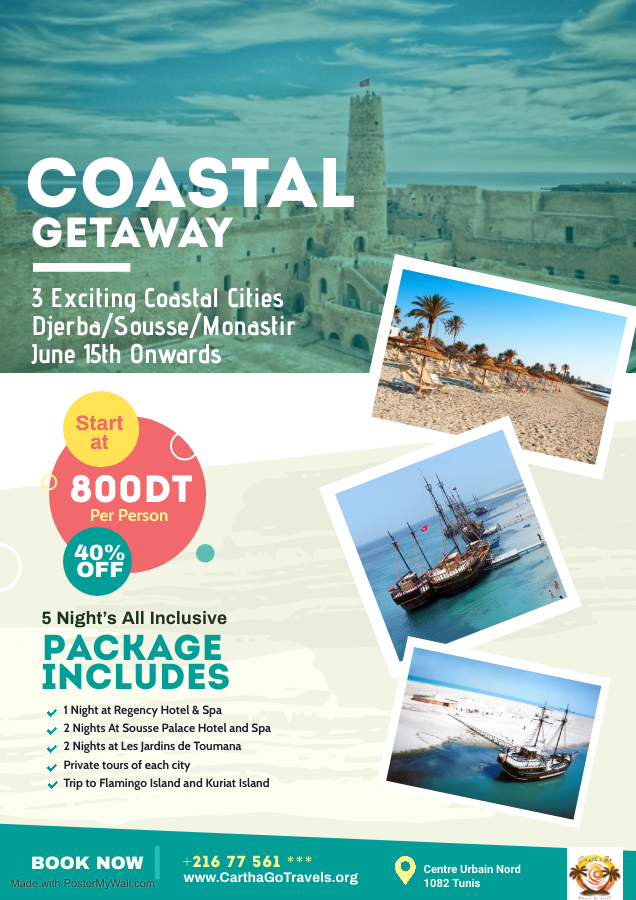 COASTAL
GETAWAY
3 Exciting Coastal Cities
Djerba/Sousse/Monastir
June 15th Onwards
Start
at
800DT
Per Person
40%
OFF
5 Night's All Inclusive
PACKAGE
INCLUDES
1 Night at Regency Hotel & Spa
2 Nights At Sousse Palace Hotel and Spa
2 Nights at Les Jardins de Toumana
Private tours of each city
Trip to Flamingo Island and Kuriat Island
BOOK NOW
Made with PosterMyWall.com
+216 77 561 ***
www.CarthaGoTravels.org
Centre Urbain Nord
1082 Tunis